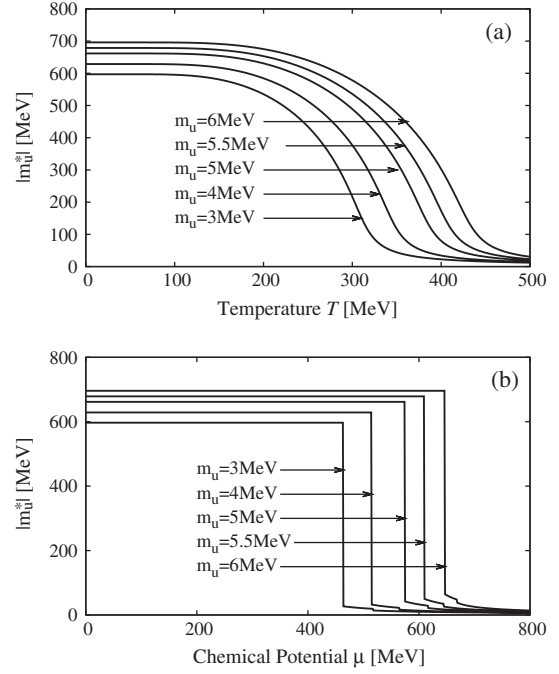 (a)
800
700
600
500
400
300
200
100
0
|m*u| [MeV]
mu=6MeV
mu=5.5MeV
mu=5MeV
mu=4MeV
mu=3MeV
0 100 200 300 400 500
Temperature T [MeV]
(b)
800
600
400
200
0
|m*u| [MeV]
mu=3MeV
mu=4MeV
mu=5MeV
mu=5.5MeV
mu=6MeV
0 200 400 600 800
Chemical Potential μ [MeV]